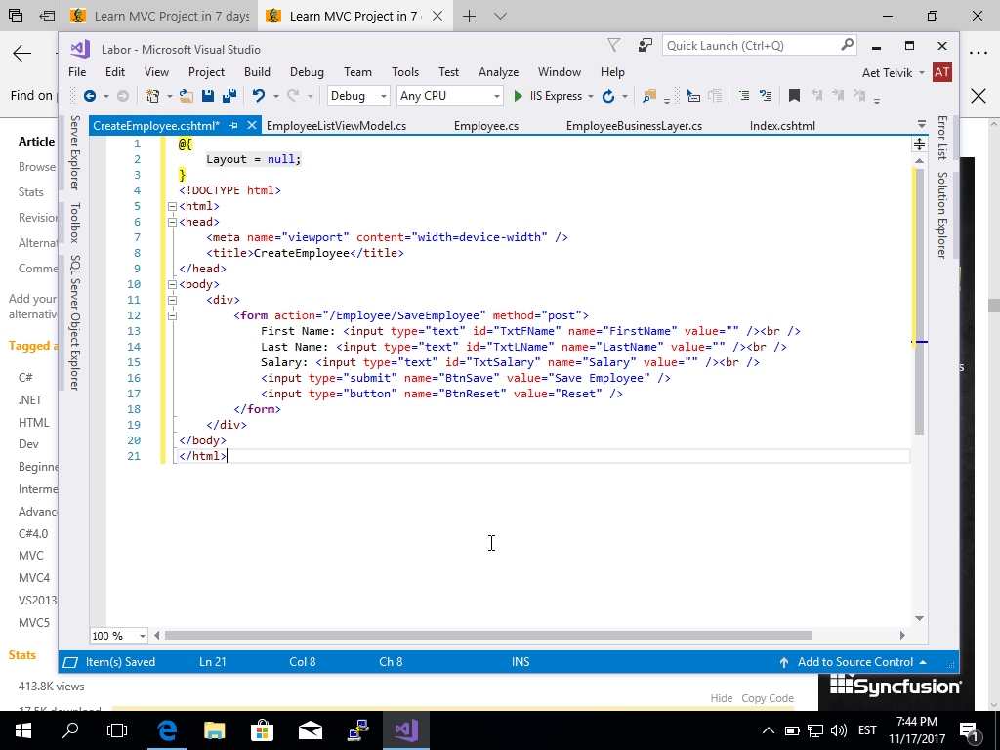 Learn MVC Project in 7 days
Learn MVC Project in 7
Labor - Microsoft Visual Studio
Quick Launch (Ctrl+Q)
File Edit View Project Build Debug Team Tools Test Analyze Window Help
Aet Telvik AT
Find on
Debug Any CPU IIS Express
CreateEmployee.cshtml* EmployeeListViewModel.cs Employee.cs EmployeeBusinessLayer.cs Index.cshtml
Server Explorer
Toolbox
SQL Server Object Explorer
Error List
Solution Explorer
1 @{
2 Layout = null;
3 }
4 <!DOCTYPE html>
5 <html>
6 <head>
7 <meta name="viewport" content="width=device-width" />
8 <title>CreateEmployee</title>
9 </head>
10 <body>
11 <div>
12 <form action="/Employee/SaveEmployee" method="post">
13 First Name: <input type="text" id="TxtFName" name="FirstName" value="" /><br />
14 Last Name: <input type="text" id="TxtLName" name="LastName" value="" /><br />
15 Salary: <input type="text" id="TxtSalary" name="Salary" value="" /><br />
16 <input type="submit" name="BtnSave" value="Save Employee" />
17 <input type="button" name="BtnReset" value="Reset" />
18 </form>
19 </div>
20 </body>
21 </html>
Article
Browse
Stats
Revision
Alterna
Comme
Add your
alternativ
Tagged a
C#
.NET
HTML
Dev
Beginne
Interme
Advanc
C#4.0
MVC
MVC4
VS2013
MVC5
Stats
413.8K views
100 %
Item(s) Saved Ln 21 Col 8 Ch 8 INS Add to Source Control
Syncfusion
Hide Copy Code
EST
7:44 PM
11/17/2017
1